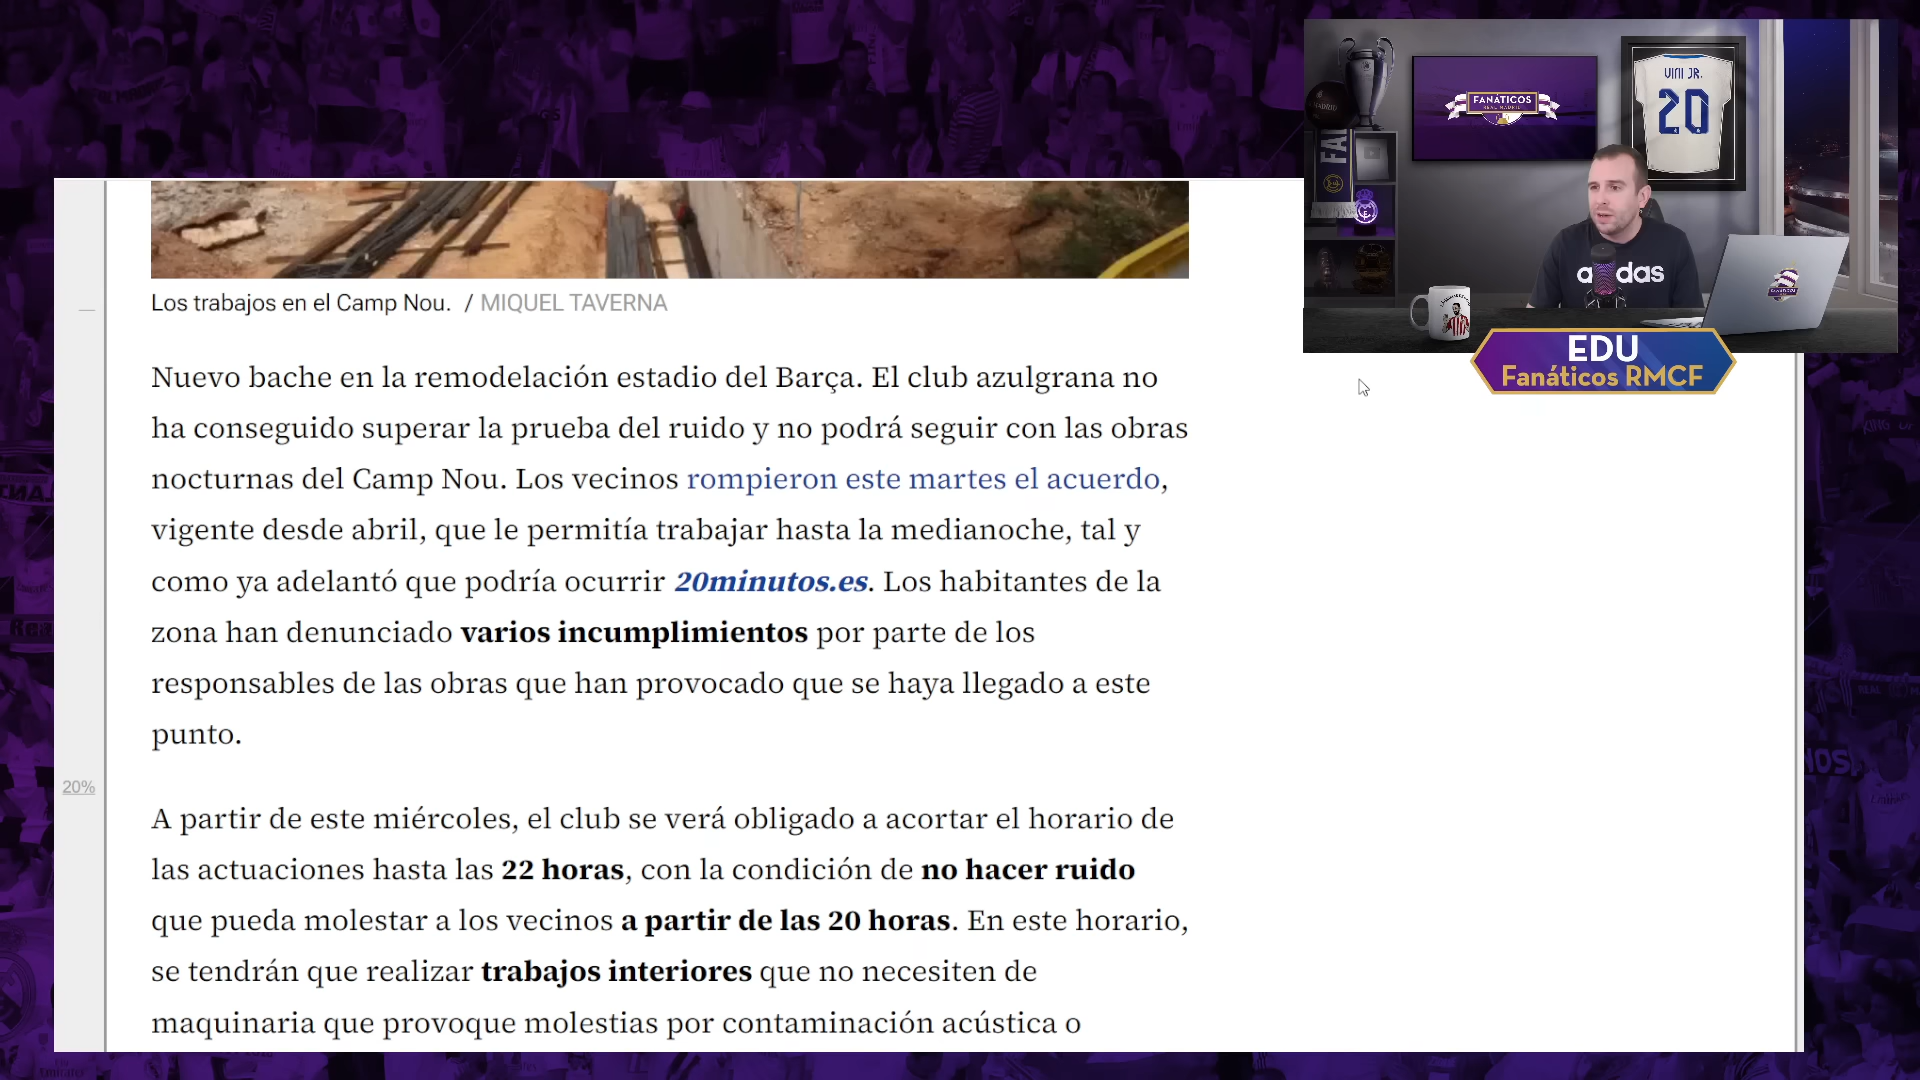 FANÁTICOS
REAL MADRID
VINI JR.
20
FA
adidas
EDU
Fanáticos RMCF
Los trabajos en el Camp Nou. / MIQUEL TAVERNA
Nuevo bache en la remodelación estadio del Barça. El club azulgrana no
ha conseguido superar la prueba del ruido y no podrá seguir con las obras
nocturnas del Camp Nou. Los vecinos rompieron este martes el acuerdo,
vigente desde abril, que le permitía trabajar hasta la medianoche, tal y
como ya adelantó que podría ocurrir 20minutos.es. Los habitantes de la
zona han denunciado varios incumplimientos por parte de los
responsables de las obras que han provocado que se haya llegado a este
punto.
20%
A partir de este miércoles, el club se verá obligado a acortar el horario de
las actuaciones hasta las 22 horas, con la condición de no hacer ruido
que pueda molestar a los vecinos a partir de las 20 horas. En este horario,
se tendrán que realizar trabajos interiores que no necesiten de
maquinaria que provoque molestias por contaminación acústica o